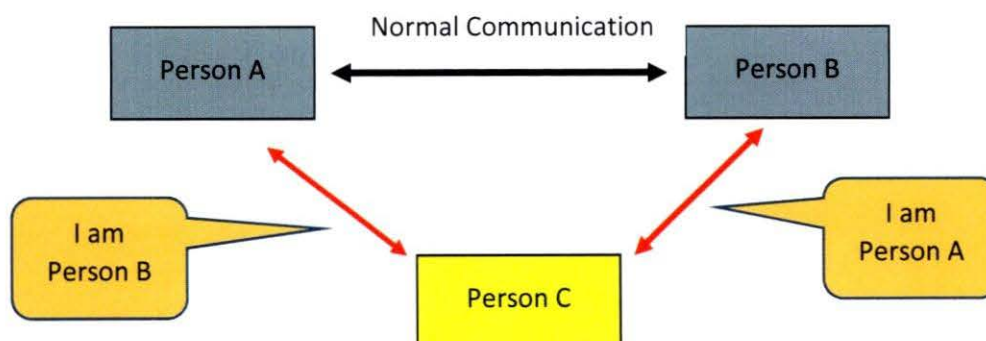 Normal Communication
Person A
Person B
I am
Person B
I am
Person A
Person C